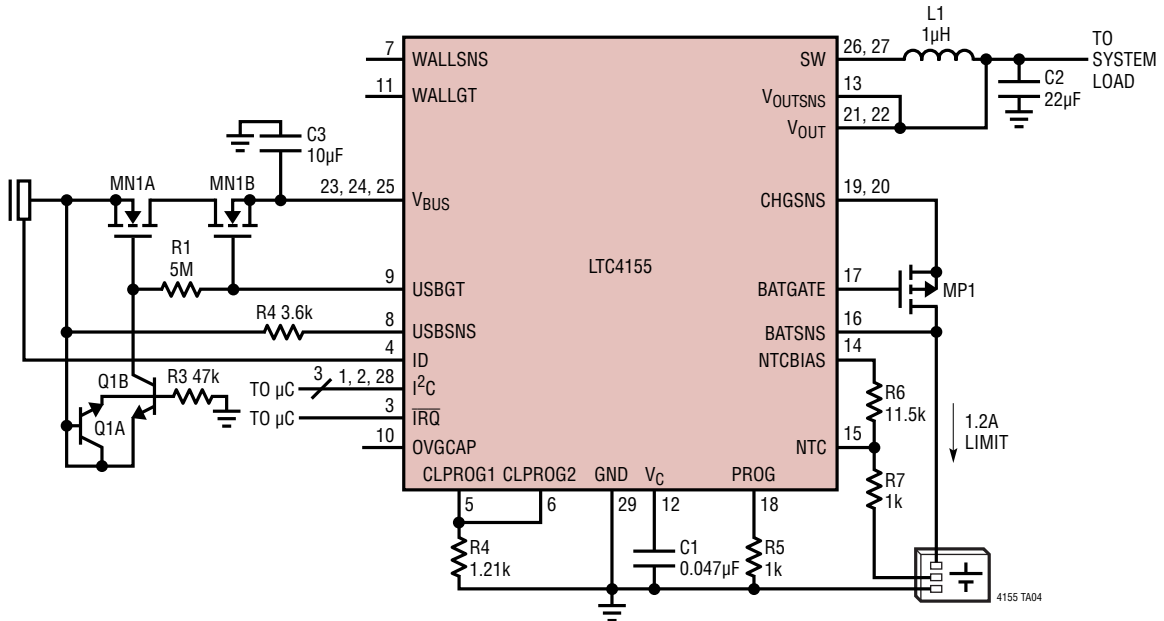 L1
1µH
TO
SYSTEM
LOAD
7
WALLSNS
SW
26, 27
C2
22µF
11
WALLGT
VOUTSNS
13
VOUT
21, 22
C3
10µF
MN1A
MN1B
23, 24, 25
VBUS
CHGSNS
19, 20
R1
5M
LTC4155
9
USBGT
BATGATE
17
MP1
R4 3.6k
8
USBSNS
BATSNS
16
4
ID
NTCBIAS
14
Q1B
R3 47k
TO µC
3
1, 2, 28
I2C
R6
11.5k
1.2A
LIMIT
Q1A
TO µC
3
IRQ
10
OVGCAP
NTC
15
CLPROG1
CLPROG2
GND
VC
PROG
R7
1k
5
6
29
12
18
R4
1.21k
C1
0.047µF
R5
1k
4155 TA04